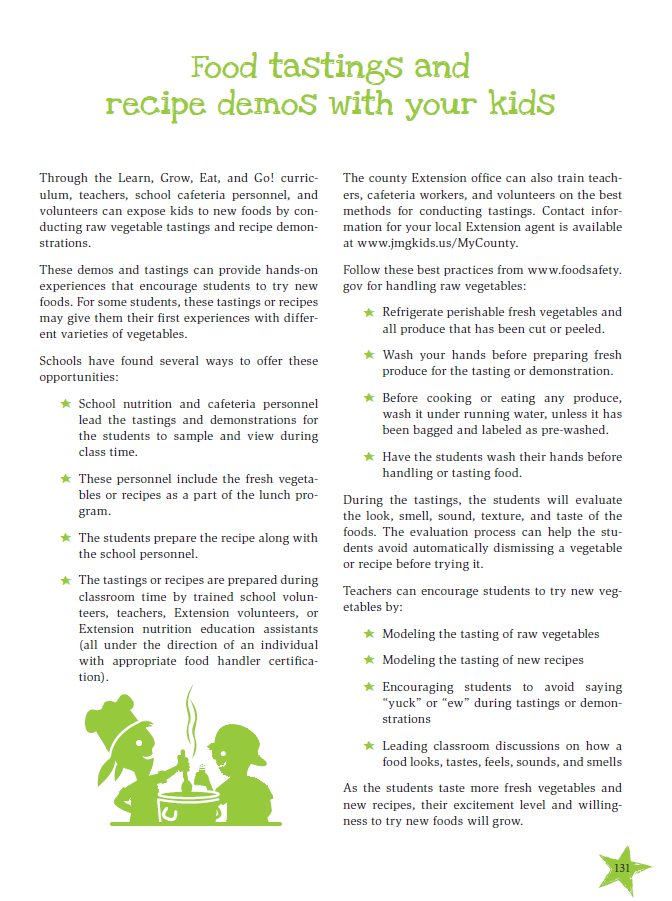 Food tastings and
recipe demos with your kids
Through the Learn, Grow, Eat, and Go! curric-
ulum, teachers, school cafeteria personnel, and
volunteers can expose kids to new foods by con-
ducting raw vegetable tastings and recipe demon-
strations.
These demos and tastings can provide hands-on
experiences that encourage students to try new
foods. For some students, these tastings or recipes
may give them their first experiences with differ-
ent varieties of vegetables.
Schools have found several ways to offer these
opportunities:
School nutrition and cafeteria personnel
lead the tastings and demonstrations for
the students to sample and view during
class time.
These personnel include the fresh vegeta-
bles or recipes as a part of the lunch pro-
gram.
The students prepare the recipe along with
the school personnel.
The tastings or recipes are prepared during
classroom time by trained school volun-
teers, teachers, Extension volunteers, or
Extension nutrition education assistants
(all under the direction of an individual
with appropriate food handler certifica-
tion).
The county Extension office can also train teach-
ers, cafeteria workers, and volunteers on the best
methods for conducting tastings. Contact infor-
mation for your local Extension agent is available
at www.jmgkids.us/MyCounty.
Follow these best practices from www.foodsafety.
gov for handling raw vegetables:
Refrigerate perishable fresh vegetables and
all produce that has been cut or peeled.
Wash your hands before preparing fresh
produce for the tasting or demonstration.
Before cooking or eating any produce,
wash it under running water, unless it has
been bagged and labeled as pre-washed.
Have the students wash their hands before
handling or tasting food.
During the tastings, the students will evaluate
the look, smell, sound, texture, and taste of the
foods. The evaluation process can help the stu-
dents avoid automatically dismissing a vegetable
or recipe before trying it.
Teachers can encourage students to try new veg-
etables by:
Modeling the tasting of raw vegetables
Modeling the tasting of new recipes
Encouraging students to avoid saying
“yuck” or “ew” during tastings or demon-
strations
Leading classroom discussions on how a
food looks, tastes, feels, sounds, and smells
As the students taste more fresh vegetables and
new recipes, their excitement level and willing-
ness to try new foods will grow.
131